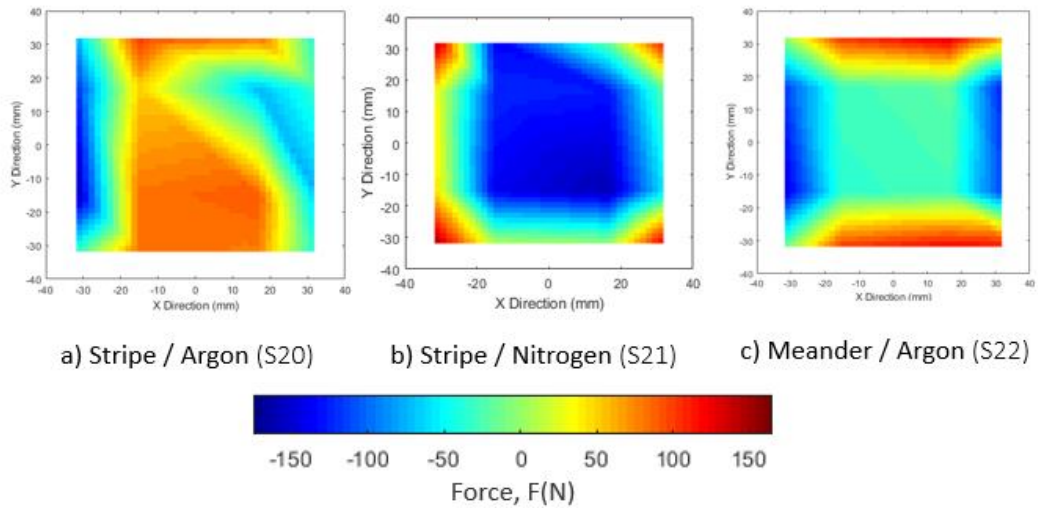 40
30
20
10
0
-10
-20
-30
-40
Y Direction (mm)
-40 -30 -20 -10 0 10 20 30 40
X Direction (mm)
40
30
20
10
0
-10
-20
-30
-40
Y Direction (mm)
-40 -20 0 20 40
X Direction (mm)
40
30
20
10
0
-10
-20
-30
-40
Y Direction (mm)
-40 -30 -20 -10 0 10 20 30 40
X Direction (mm)
a) Stripe / Argon (S20)
b) Stripe / Nitrogen (S21)
c) Meander / Argon (S22)
-150 -100 -50 0 50 100 150
Force, F(N)